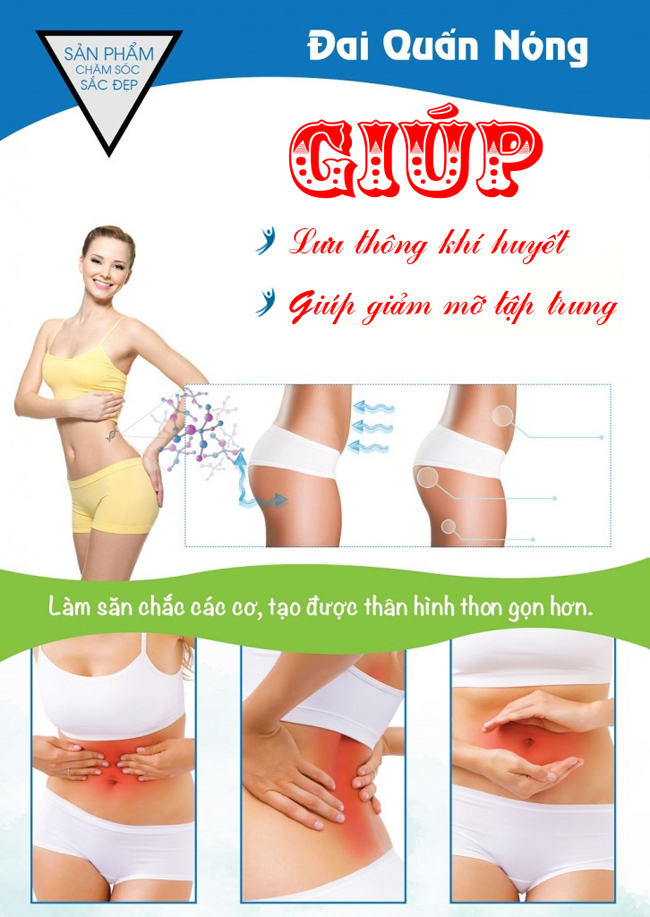 SẢN PHẨM
CHĂM SÓC
SẮC ĐẸP
Đai Quấn Nóng
GIÚP
Lưu thông khí huyết
Giúp giảm mỡ tập trung
Làm săn chắc các cơ, tạo được thân hình thon gọn hơn.